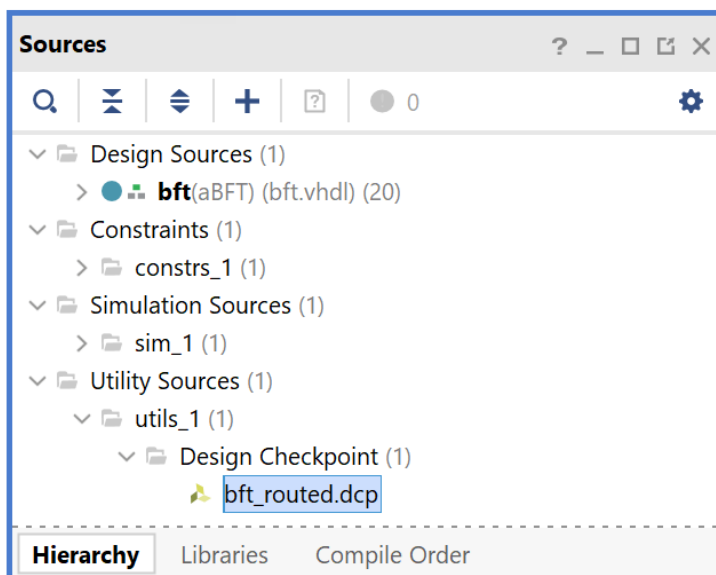 Sources ?
0
Design Sources (1)
bft(aBFT) (bft.vhdl) (20)
Constraints (1)
constrs_1 (1)
Simulation Sources (1)
sim_1 (1)
Utility Sources (1)
utils_1 (1)
Design Checkpoint (1)
bft_routed.dcp
Hierarchy Libraries Compile Order